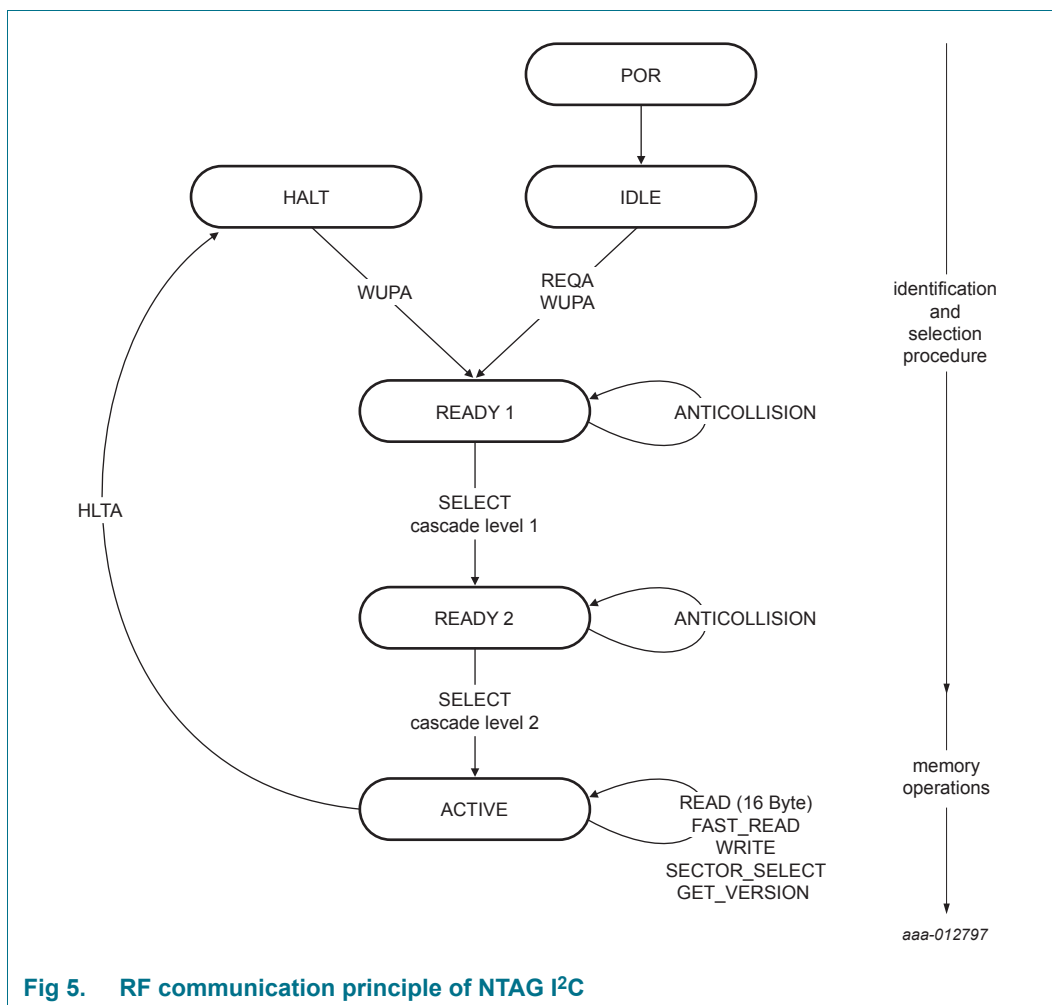 POR
HALT
IDLE
WUPA
REQA
WUPA
identification
and
selection
procedure
READY 1
ANTICOLLISION
SELECT
cascade level 1
HLTA
READY 2
ANTICOLLISION
SELECT
cascade level 2
memory
operations
ACTIVE
READ (16 Byte)
FAST_READ
WRITE
SECTOR_SELECT
GET_VERSION
aaa-012797
Fig 5. RF communication principle of NTAG I²C